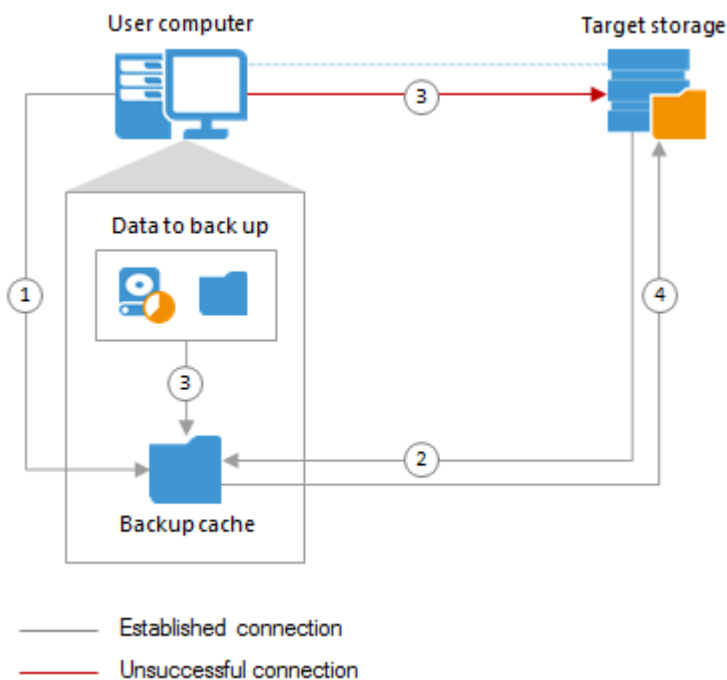 User computer
Target storage
3
Data to back up
1
4
3
2
Backup cache
Established connection
Unsuccessful connection